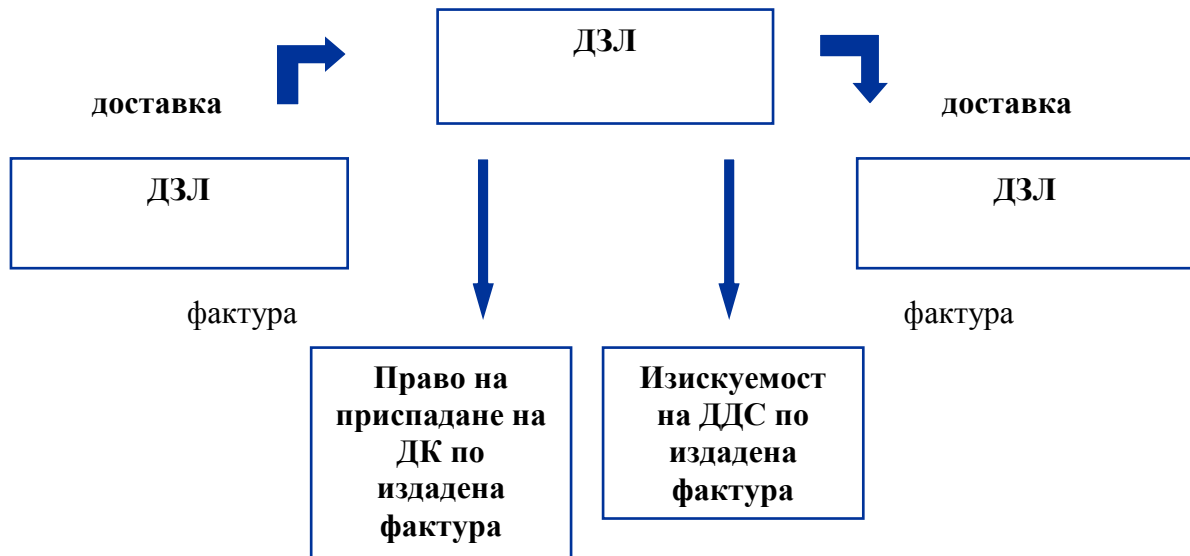 ДЗЛ
доставка
доставка
ДЗЛ
ДЗЛ
фактура
фактура
Право на
приспадане на
ДК по
издадена
фактура
Изискуемост
на ДДС по
издадена
фактура